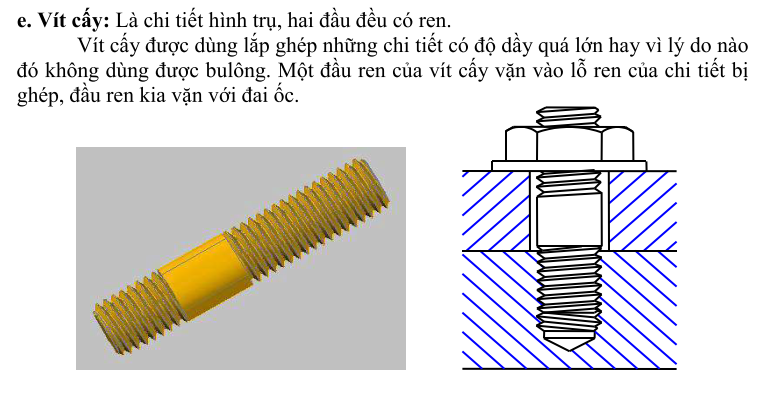 e. Vít cấy: Là chi tiết hình trụ, hai đầu đều có ren.
Vít cấy được dùng lắp ghép những chi tiết có độ dầy quá lớn hay vì lý do nào
đó không dùng được bulông. Một đầu ren của vít cấy vặn vào lỗ ren của chi tiết bị
ghép, đầu ren kia vặn với đai ốc.